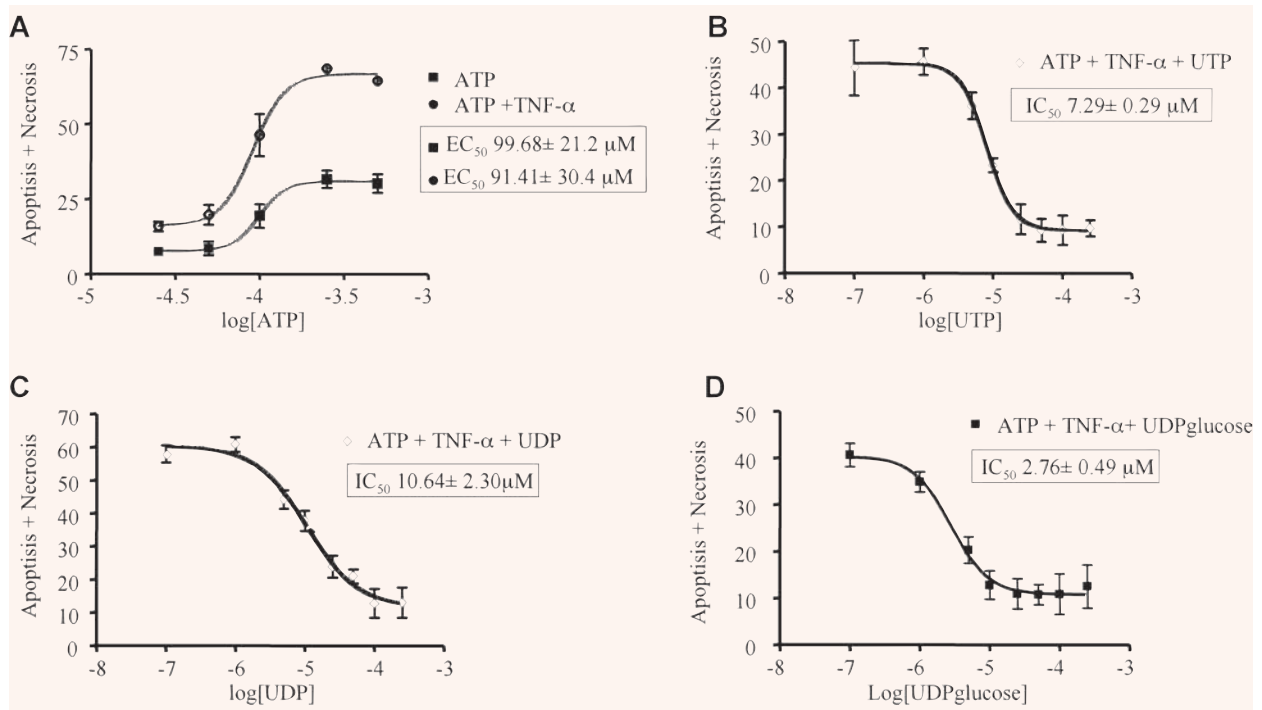 A
Apoptisis + Necrosis
75
50
25
0
-5
-4.5
-4
-3.5
-3
log[ATP]
ATP
ATP +TNF-α
EC50 99.68± 21.2 μM
EC50 91.41± 30.4 μM
B
Apoptisis + Necrosis
50
40
30
20
10
0
-8
-7
-6
-5
-4
-3
log[UTP]
ATP + TNF-α + UTP
IC50 7.29± 0.29 μM
C
Apoptisis + Necrosis
70
60
50
40
30
20
10
0
-8
-7
-6
-5
-4
-3
log[UDP]
ATP + TNF-α + UDP
IC50 10.64± 2.30μM
D
Apoptisis + Necrosis
50
40
30
20
10
0
-8
-7
-6
-5
-4
-3
Log[UDPglucose]
ATP + TNF-α+ UDPglucose
IC50 2.76± 0.49 μM